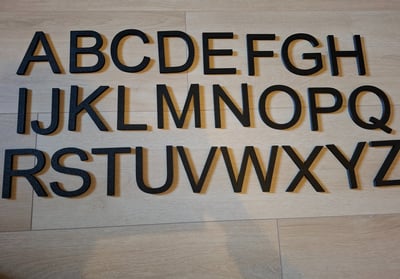 ABCDEFGH
IJKLMNOPQ
RSTUVWXYZ